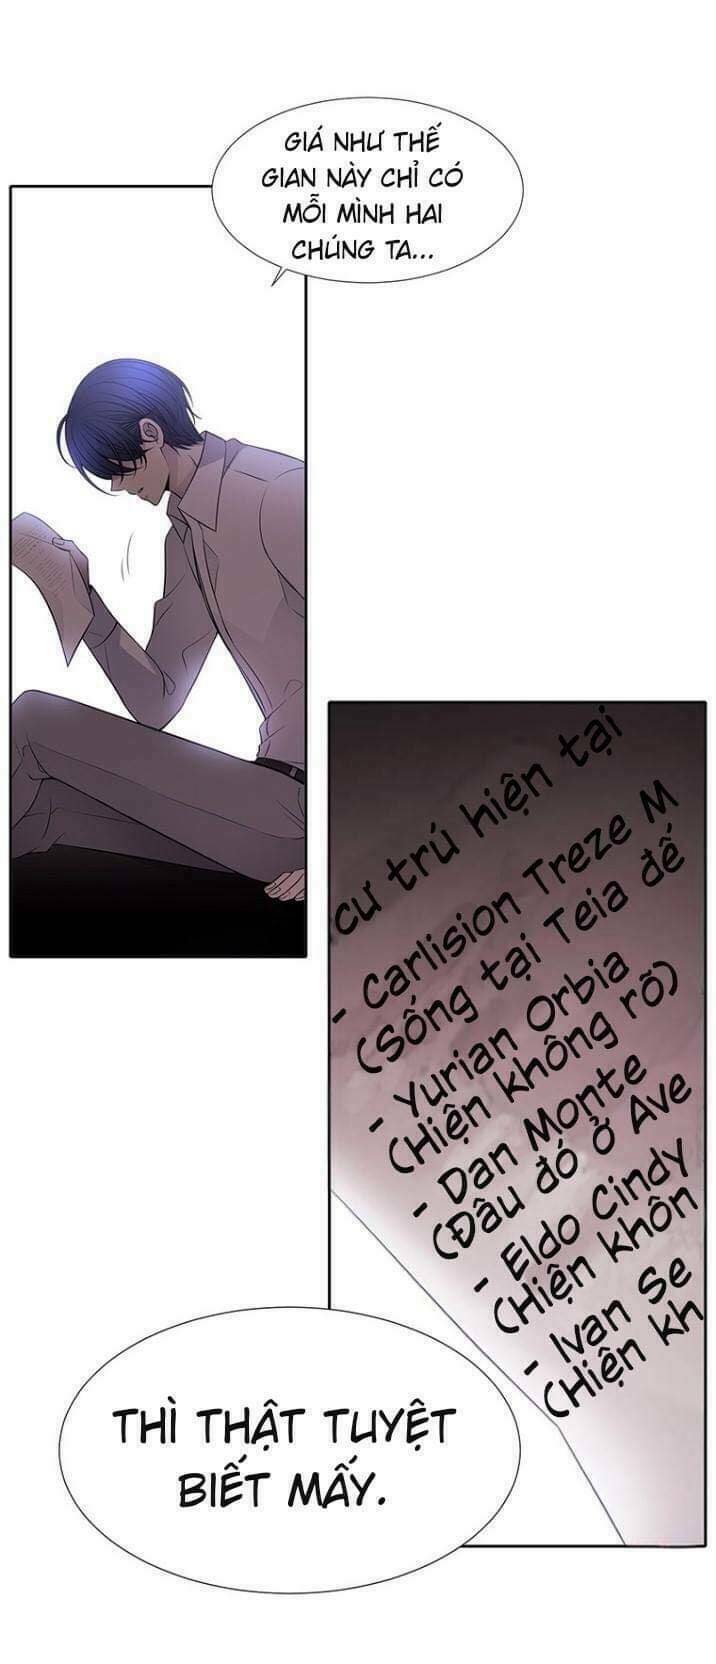 GIÁ NHƯ THẾ
GIAN NÀY CHỈ CÓ
MỖI MÌNH HAI
CHÚNG TA...
cư trú hiện tại
- Carlision Treze M
(Sống tại Teia đế
- Yurian Orbia
(Hiện không rõ)
- Dan Monte
(Đâu đó ở Ave
- Eldo Cindy
(Hiện khôn
- Ivan Se
(Hiện kh
THÌ THẬT TUYỆT
BIẾT MẤY.